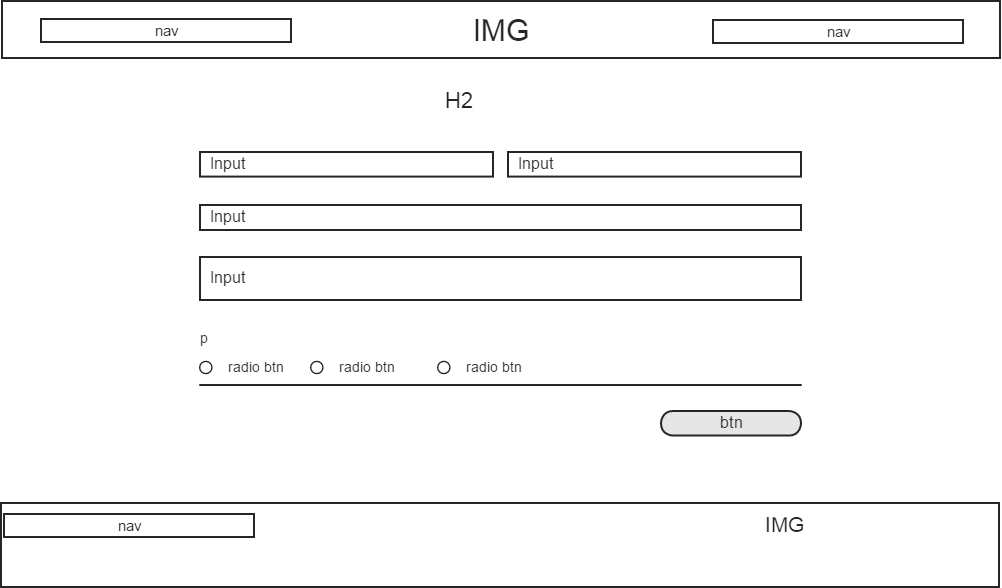 nav IMG nav
H2
Input Input
Input
Input
p
radio btn radio btn radio btn
btn
nav IMG